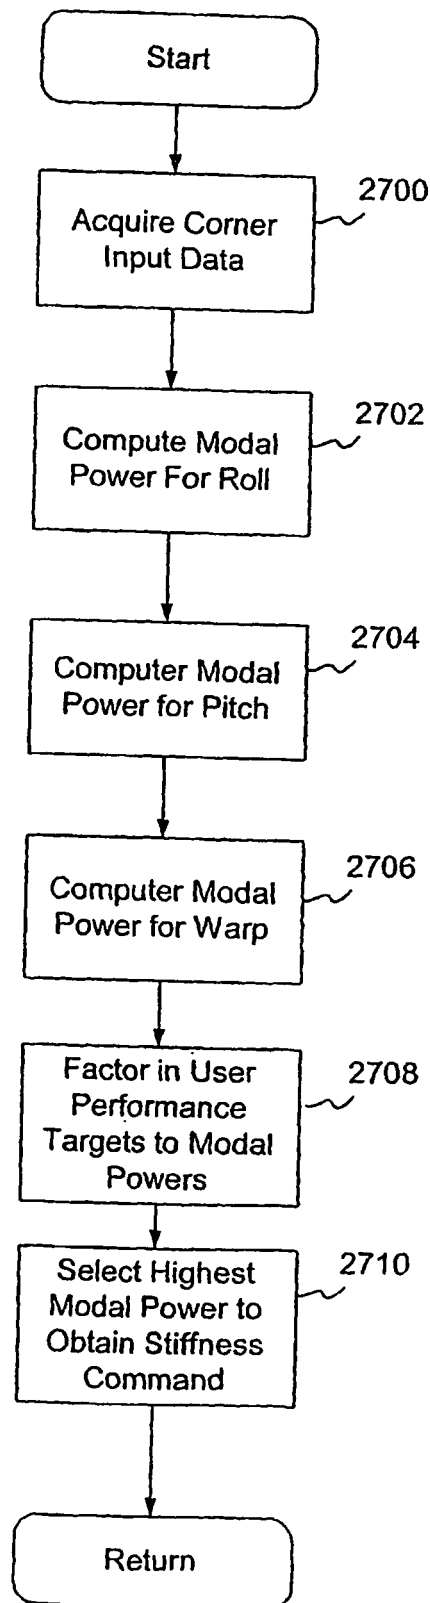 Start
2700
Acquire Corner
Input Data
2702
Compute Modal
Power For Roll
2704
Computer Modal
Power for Pitch
2706
Computer Modal
Power for Warp
2708
Factor in User
Performance
Targets to Modal
Powers
2710
Select Highest
Modal Power to
Obtain Stiffness
Command
Return